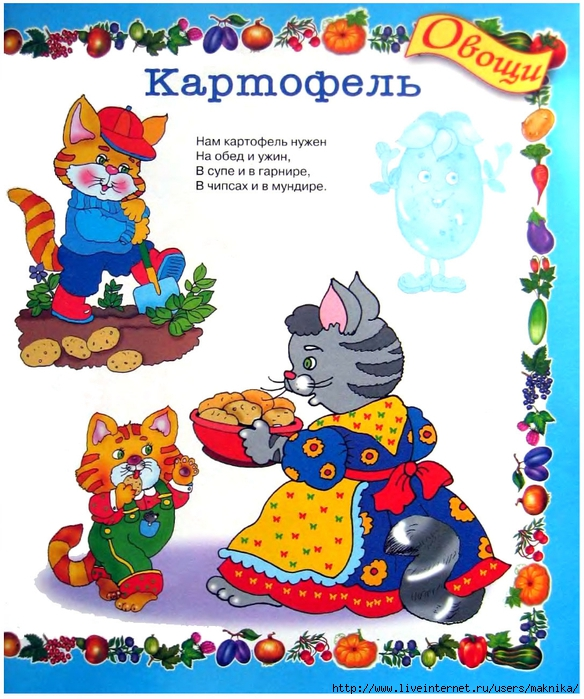 Овощи
Картофель
Нам картофель нужен
На обед и ужин,
В супе и в гарнире,
В чипсах и в мундире.
http://www.liveinternet.ru/users/maknika/